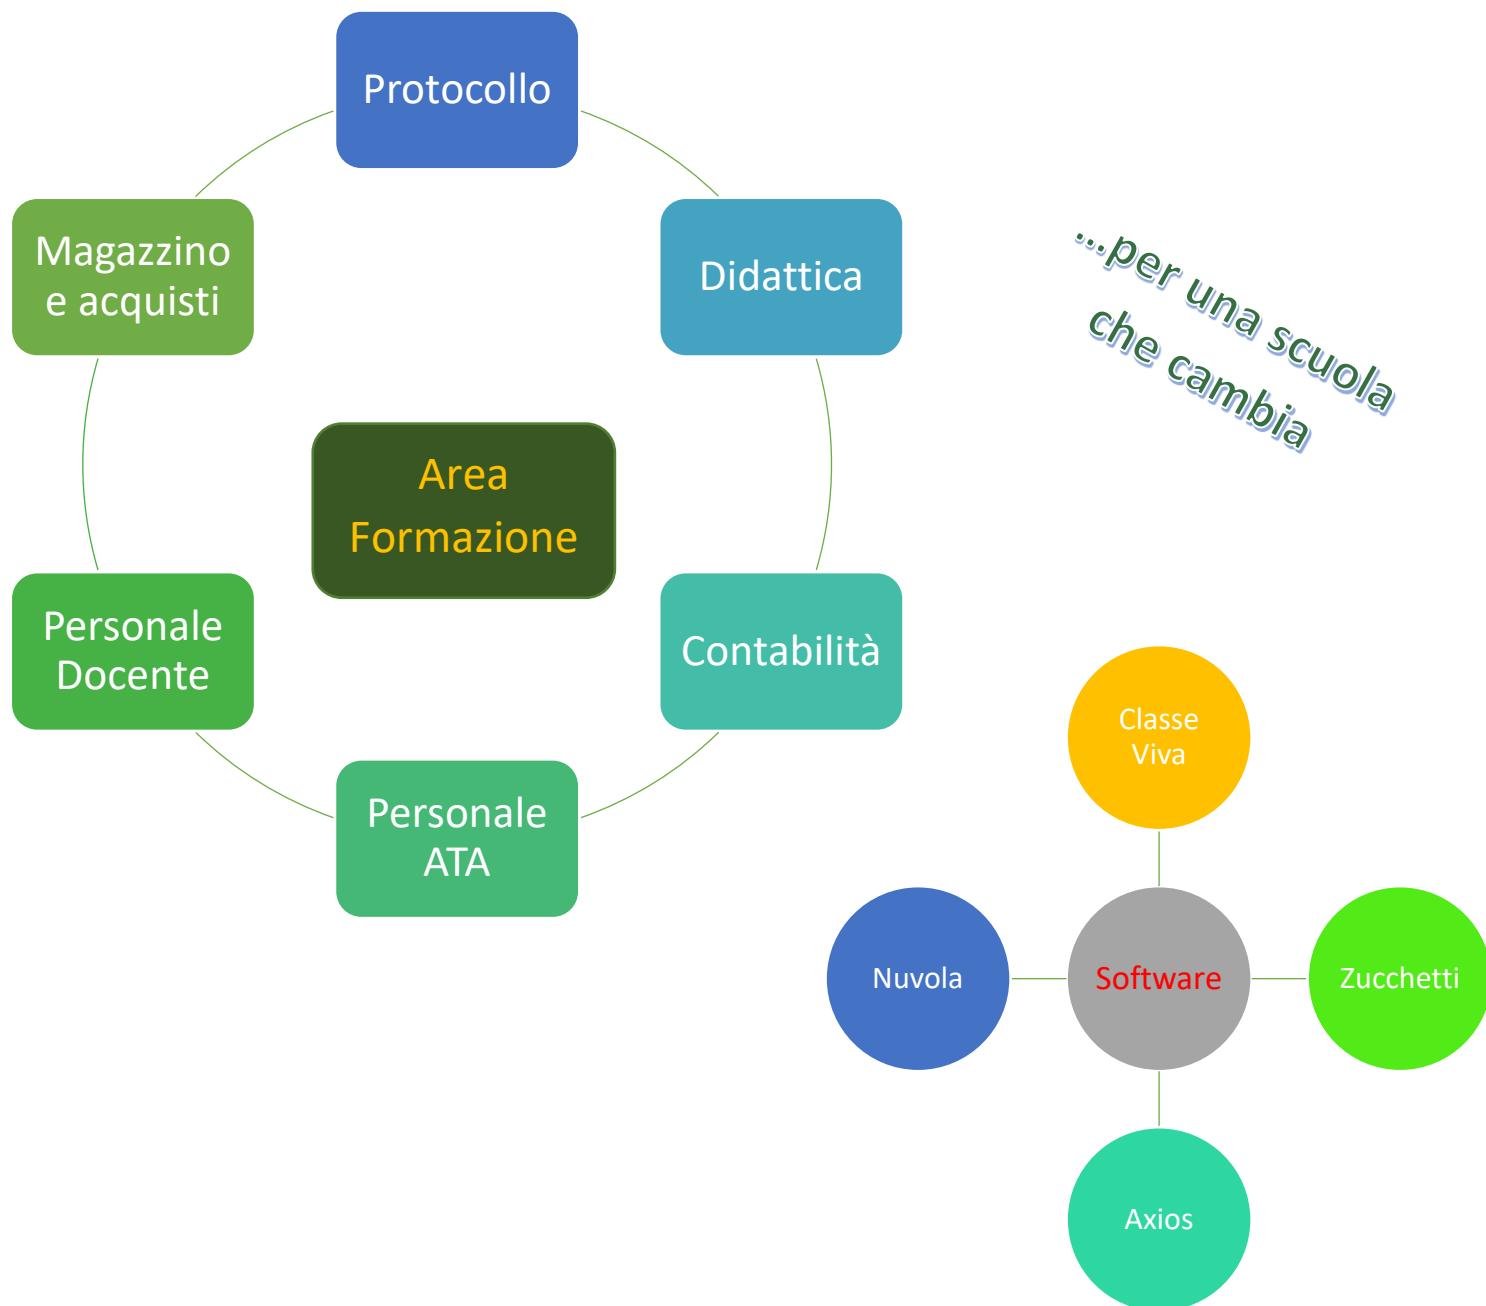 Protocollo
Magazzino
e acquisti
Didattica
...per una scuola
che cambia
Area
Formazione
Personale
Docente
Contabilità
Personale
ATA
Classe
Viva
Nuvola
Software
Zucchetti
Axios